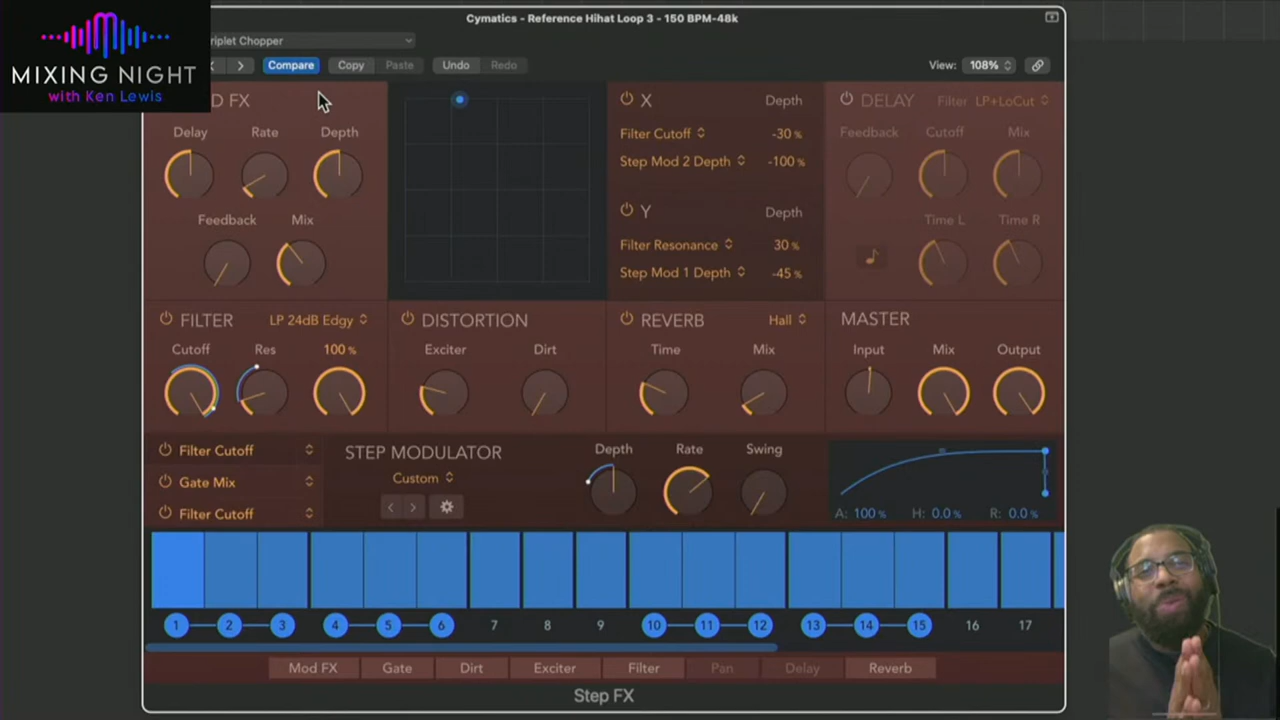 Cymatics - Reference Hihat Loop 3 - 150 BPM-48k
MIXING NIGHT
with Ken Lewis
riplet Chopper
Compare Copy Paste Undo Redo View: 108%
D FX
Delay Rate Depth
Feedback Mix
X Depth
Filter Cutoff -30 %
Step Mod 2 Depth -100 %
Y Depth
Filter Resonance 30 %
Step Mod 1 Depth -45 %
DELAY Filter LP+LoCut
Feedback Cutoff Mix
Time L Time R
FILTER LP 24dB Edgy
Cutoff Res 100 %
DISTORTION
Exciter Dirt
REVERB Hall
Time Mix
MASTER
Input Mix Output
Filter Cutoff
Gate Mix
Filter Cutoff
STEP MODULATOR
Custom
Depth Rate Swing
A: 100 % H: 0.0 % R: 0.0 %
1 2 3 4 5 6 7 8 9 10 11 12 13 14 15 16 17
Mod FX Gate Dirt Exciter Filter Pan Delay Reverb
Step FX